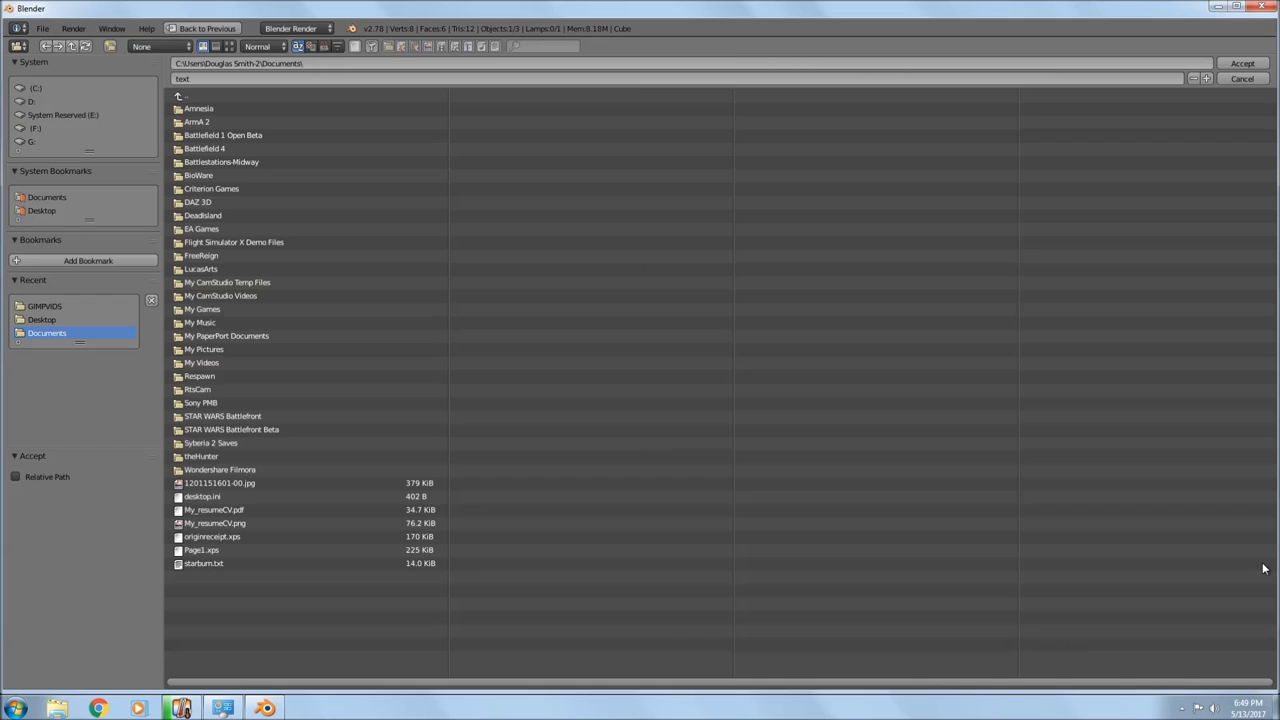 Blender
File Render Window Help Back to Previous Blender Render v2.78 | Verts:8 | Faces:6 | Tris:12 | Objects:1/3 | Lamps:0/1 | Mem:8.18M | Cube
None Normal
System
(C:)
D:
System Reserved (E:)
(F:)
G:
System Bookmarks
Documents
Desktop
Bookmarks
Add Bookmark
Recent
GIMPVIDS
Desktop
Documents
Accept
Relative Path
C:\Users\Douglas Smith-2\Documents\ Accept
text Cancel
..
Amnesia
ArmA 2
Battlefield 1 Open Beta
Battlefield 4
Battlestations-Midway
BioWare
Criterion Games
DAZ 3D
DeadIsland
EA Games
Flight Simulator X Demo Files
FreeReign
LucasArts
My CamStudio Temp Files
My CamStudio Videos
My Games
My Music
My PaperPort Documents
My Pictures
My Videos
Respawn
RtsCam
Sony PMB
STAR WARS Battlefront
STAR WARS Battlefront Beta
Syberia 2 Saves
theHunter
Wondershare Filmora
1201151601-00.jpg 379 KiB
desktop.ini 402 B
My_resumeCV.pdf 34.7 KiB
My_resumeCV.png 76.2 KiB
originreceipt.xps 170 KiB
Page1.xps 225 KiB
starburn.txt 14.0 KiB
6:49 PM
5/13/2017